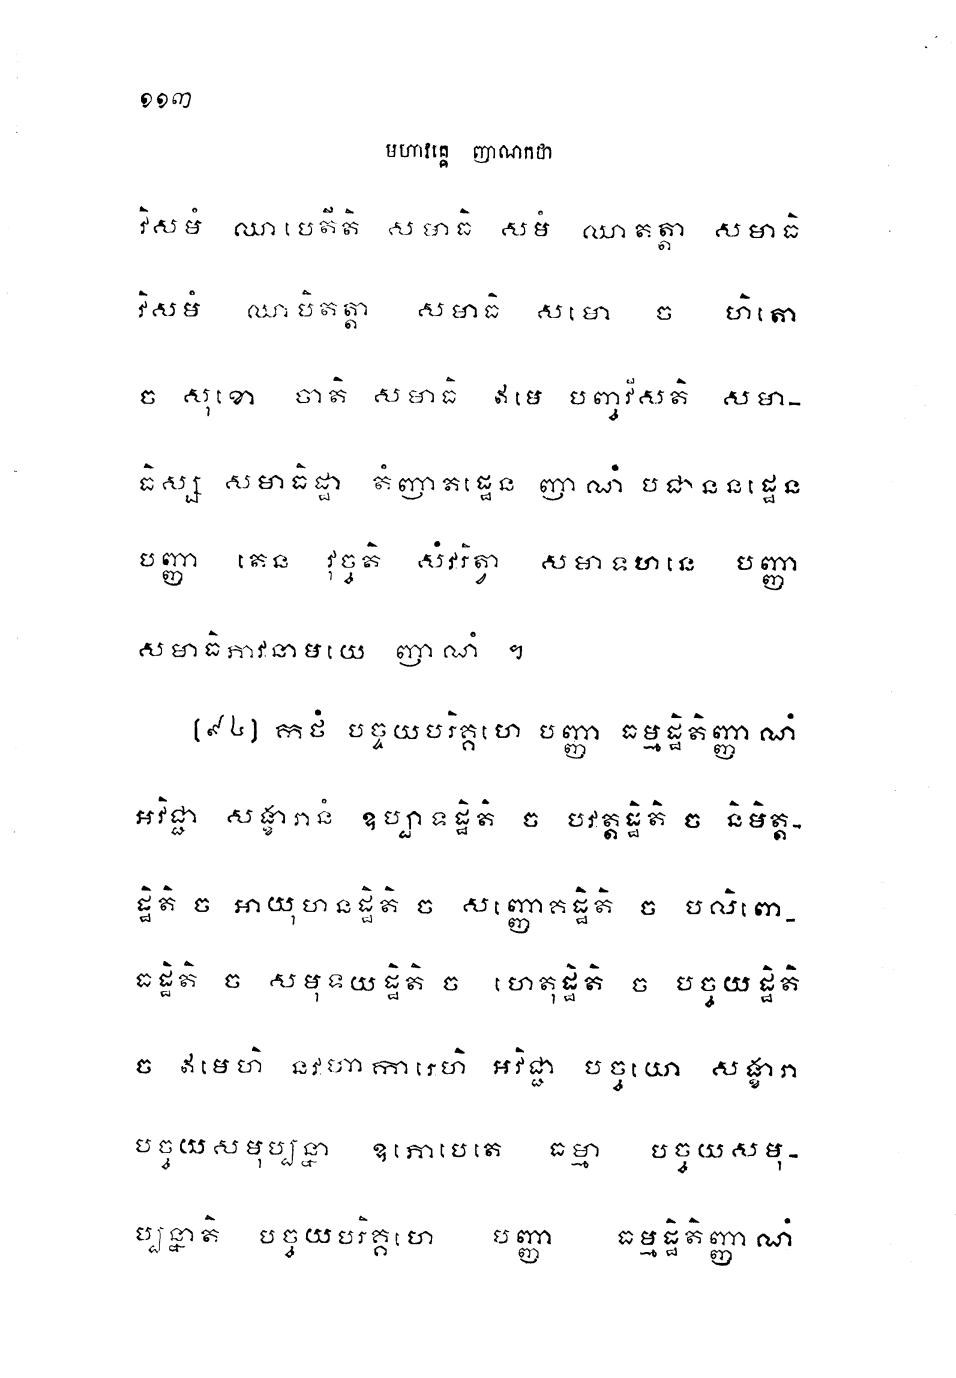 ១១៣
មហាវគ្គេ ញាណកថា
វិសមំ ឈាបេតីតិ សមាធិ សមំ ឈាតត្តា សមាធិ
វិសមំ ឈាបិតត្តា សមាធិ សមោ ច ហិតោ
ច សុខោ ចាតិ សមាធិ ឥមេ បញ្ចវីសតិ សមា-
ធិស្ស សមាធិដ្ឋា តំញាតដ្ឋេន ញាណំ បជាននដ្ឋេន
បញ្ញា តេន វុច្ចតិ សំវរិត្វា សមាទហនេ បញ្ញា
សមាធិភាវនាមយេ ញាណំ ។
(៩៤) កថំ បច្ចយបរិគ្គហេ បញ្ញា ធម្មដ្ឋិតិញ្ញាណំ
អវិជ្ជា សង្ខារានំ ឧប្បាទដ្ឋិតិ ច បវត្តដ្ឋិតិ ច និមិត្ត-
ដ្ឋិតិ ច អាយុហនដ្ឋិតិ ច សញ្ញោគដ្ឋិតិ ច បលិពោ-
ធដ្ឋិតិ ច សមុទយដ្ឋិតិ ច ហេតុដ្ឋិតិ ច បច្ចយដ្ឋិតិ
ច ឥមេហិ នវហាការេហិ អវិជ្ជា បច្ចយោ សង្ខារា
បច្ចយសមុប្បន្នា ឧភោបេតេ ធម្មា បច្ចយសមុ-
ប្បន្នាតិ បច្ចយបរិគ្គហេ បញ្ញា ធម្មដ្ឋិតិញ្ញាណំ